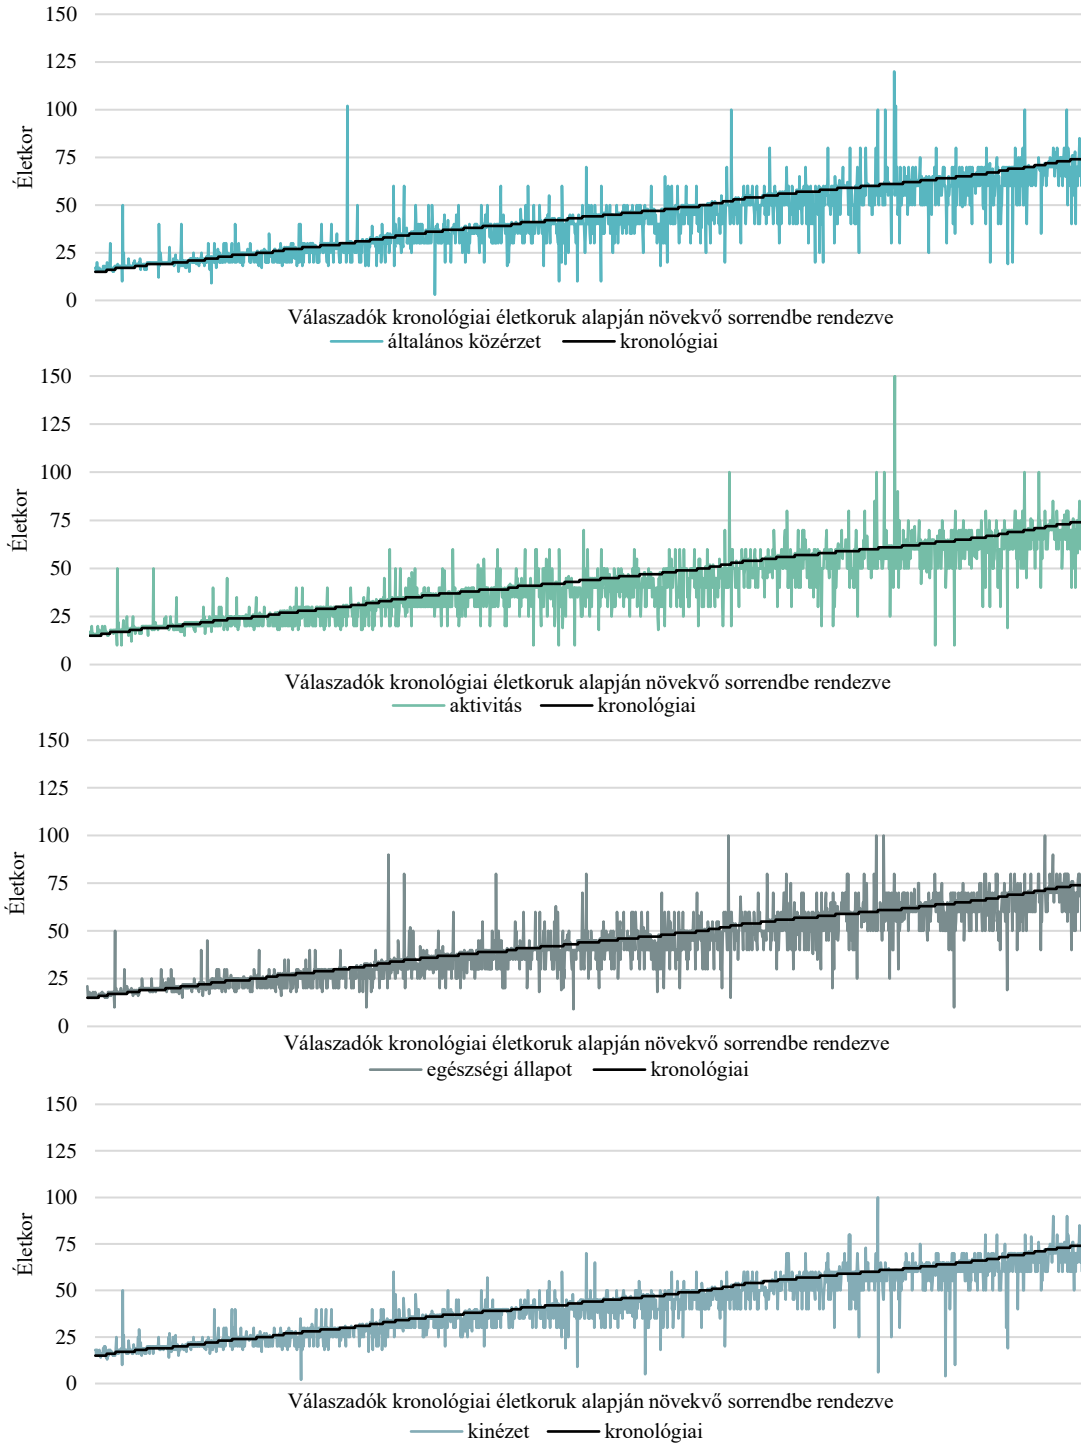 150
125
100
75
50
25
0
Életkor
Válaszadók kronológiai életkoruk alapján növekvő sorrendbe rendezve
általános közérzet kronológiai
150
125
100
75
50
25
0
Életkor
Válaszadók kronológiai életkoruk alapján növekvő sorrendbe rendezve
aktivitás kronológiai
150
125
100
75
50
25
0
Életkor
Válaszadók kronológiai életkoruk alapján növekvő sorrendbe rendezve
egészségi állapot kronológiai
150
125
100
75
50
25
0
Életkor
Válaszadók kronológiai életkoruk alapján növekvő sorrendbe rendezve
kinézet kronológiai